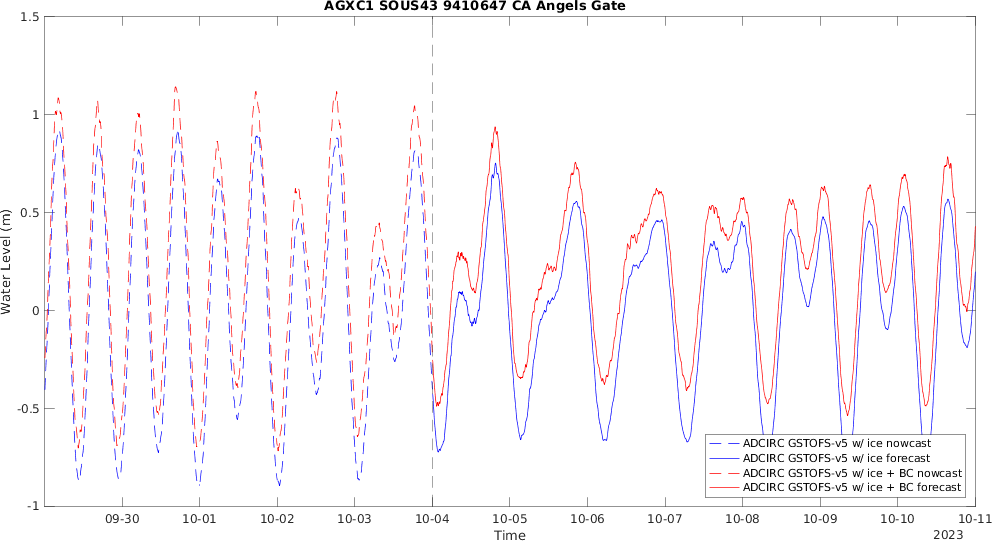 AGXC1 SOUS43 9410647 CA Angels Gate
Water Level (m)
1.5
1
0.5
0
-0.5
-1
09-30 10-01 10-02 10-03 10-04 10-05 10-06 10-07 10-08 10-09 10-10 10-11
Time
2023
ADCIRC GSTOFS-v5 w/ ice nowcast
ADCIRC GSTOFS-v5 w/ ice forecast
ADCIRC GSTOFS-v5 w/ ice + BC nowcast
ADCIRC GSTOFS-v5 w/ ice + BC forecast